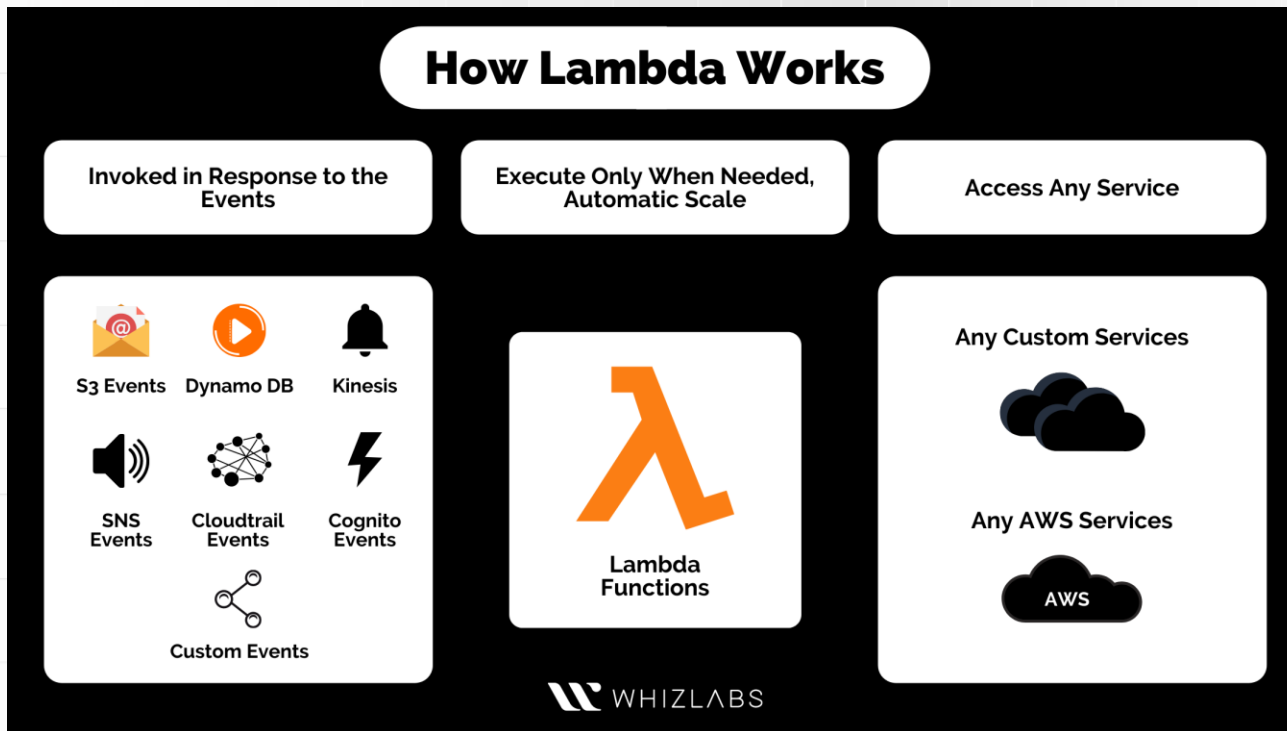 How Lambda Works
Invoked in Response to the
Events
Execute Only When Needed,
Automatic Scale
Access Any Service
@
S3 Events
Dynamo DB
Kinesis
SNS
Events
Cloudtrail
Events
Cognito
Events
Custom Events
λ
Lambda
Functions
Any Custom Services
Any AWS Services
AWS
WHIZLABS